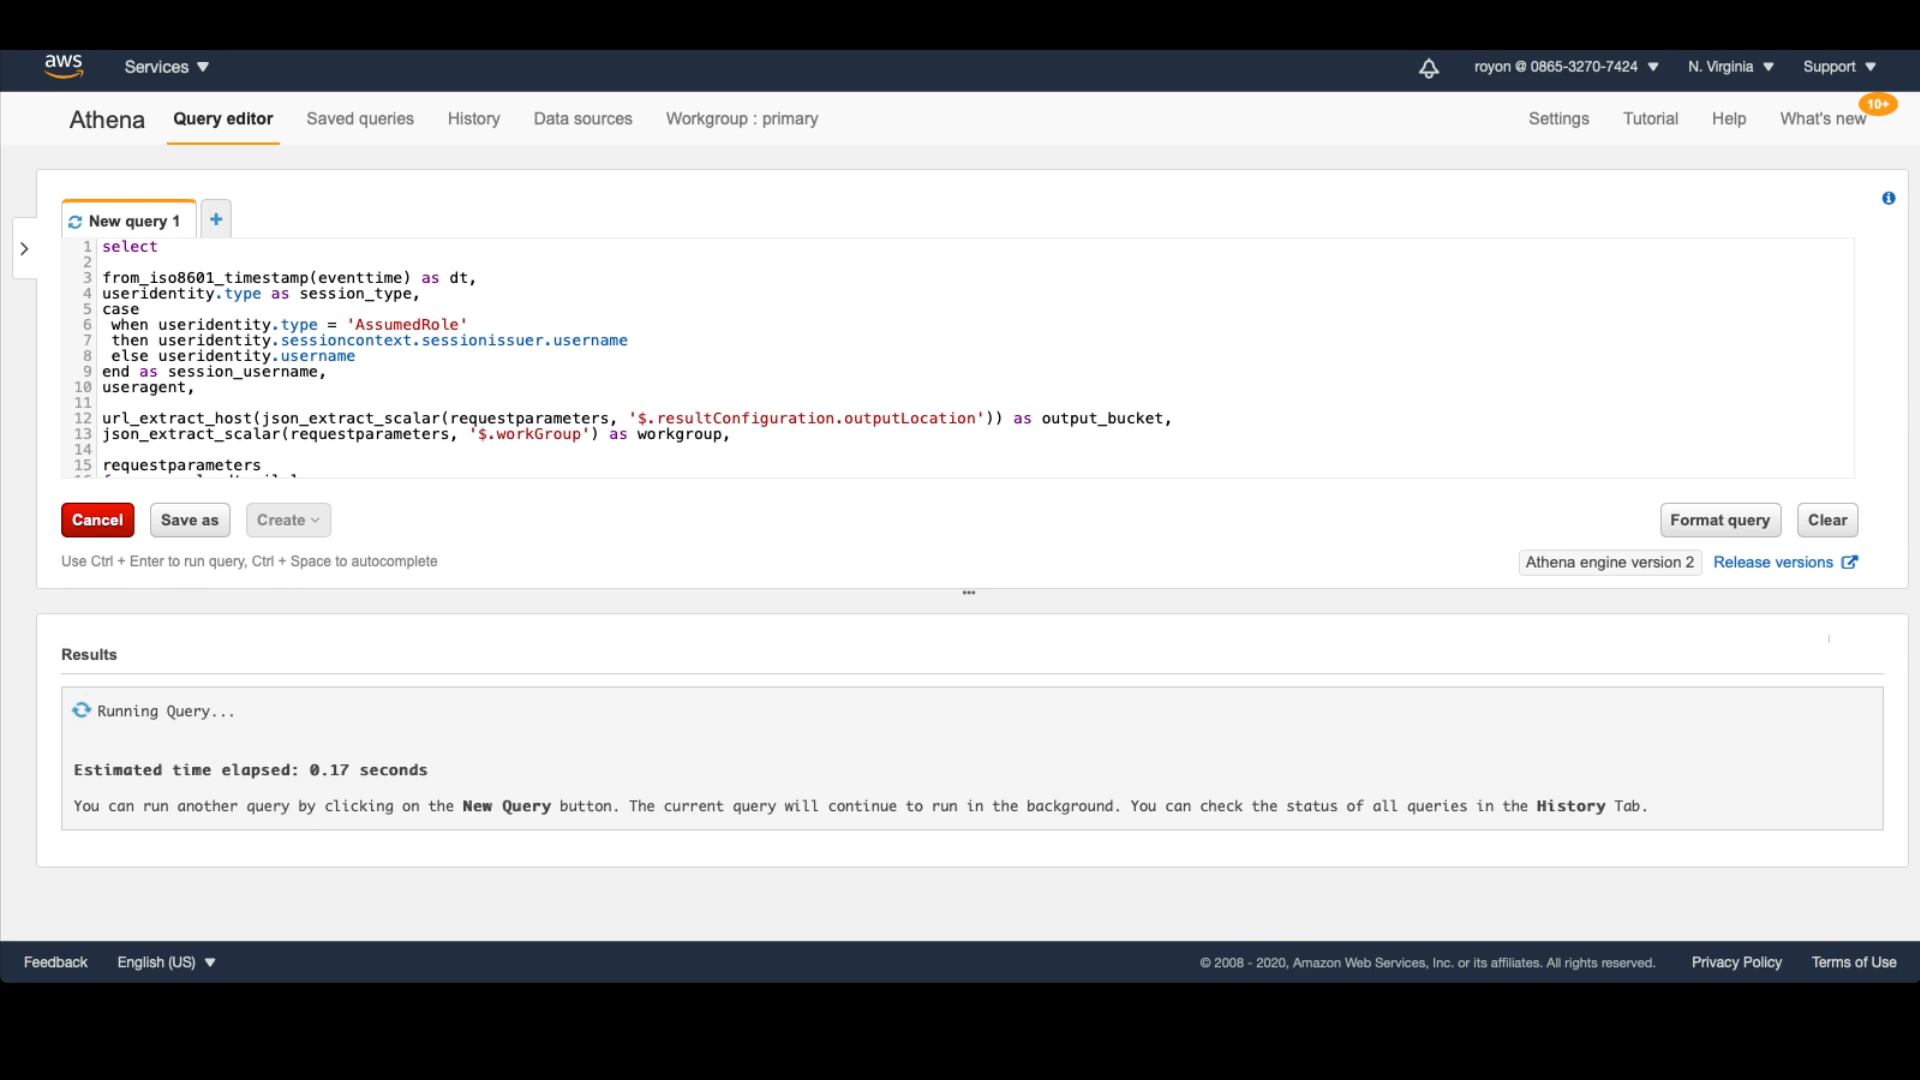 aws Services royon @ 0865-3270-7424 N. Virginia Support
Athena Query editor Saved queries History Data sources Workgroup : primary Settings Tutorial Help What's new 10+
New query 1 +
1 select
2
3 from_iso8601_timestamp(eventtime) as dt,
4 useridentity.type as session_type,
5 case
6 when useridentity.type = 'AssumedRole'
7 then useridentity.sessioncontext.sessionissuer.username
8 else useridentity.username
9 end as session_username,
10 useragent,
11
12 url_extract_host(json_extract_scalar(requestparameters, '$.resultConfiguration.outputLocation')) as output_bucket,
13 json_extract_scalar(requestparameters, '$.workGroup') as workgroup,
14
15 requestparameters
Cancel Save as Create Format query Clear
Use Ctrl + Enter to run query, Ctrl + Space to autocomplete Athena engine version 2 Release versions
Results
Running Query...
Estimated time elapsed: 0.17 seconds
You can run another query by clicking on the New Query button. The current query will continue to run in the background. You can check the status of all queries in the History Tab.
Feedback English (US) © 2008 - 2020, Amazon Web Services, Inc. or its affiliates. All rights reserved. Privacy Policy Terms of Use